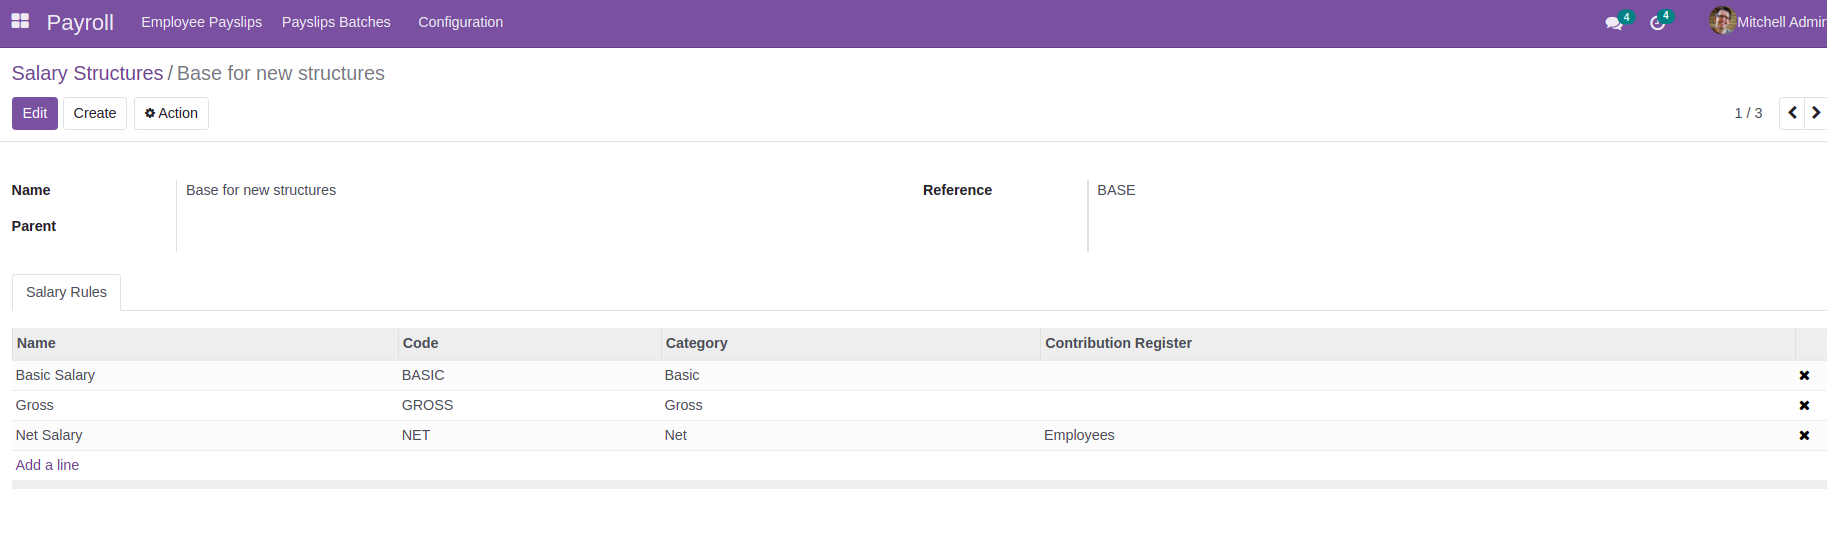 Payroll Employee Payslips Payslips Batches Configuration 4 4 Mitchell Admin
Salary Structures / Base for new structures
Edit Create Action 1 / 3
Name Base for new structures Reference BASE
Parent
Salary Rules
Name Code Category Contribution Register
Basic Salary BASIC Basic
Gross GROSS Gross
Net Salary NET Net Employees
Add a line